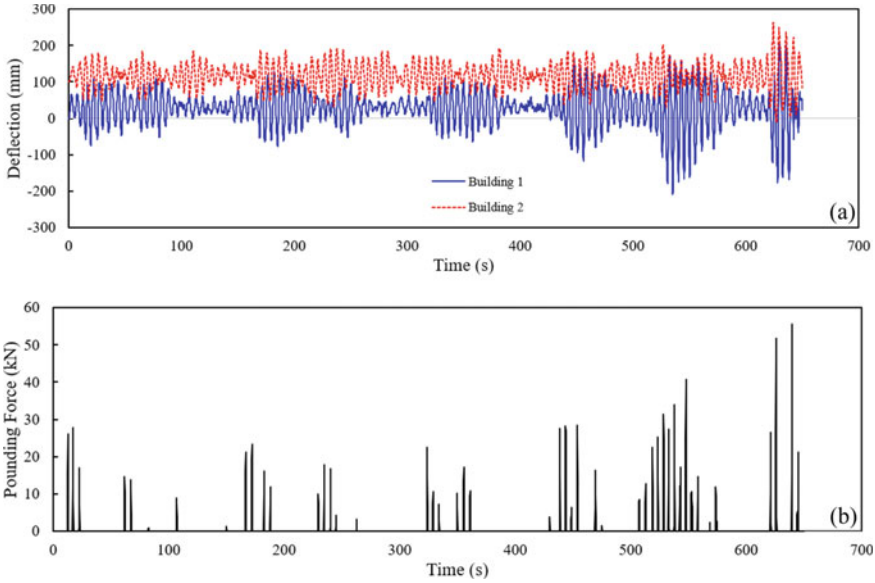 300
200
100
0
-100
-200
-300
Deflection (mm)
Building 1
Building 2
(a)
0 100 200 300 400 500 600 700
Time (s)
60
50
40
30
20
10
0
Pounding Force (kN)
(b)
0 100 200 300 400 500 600 700
Time (s)